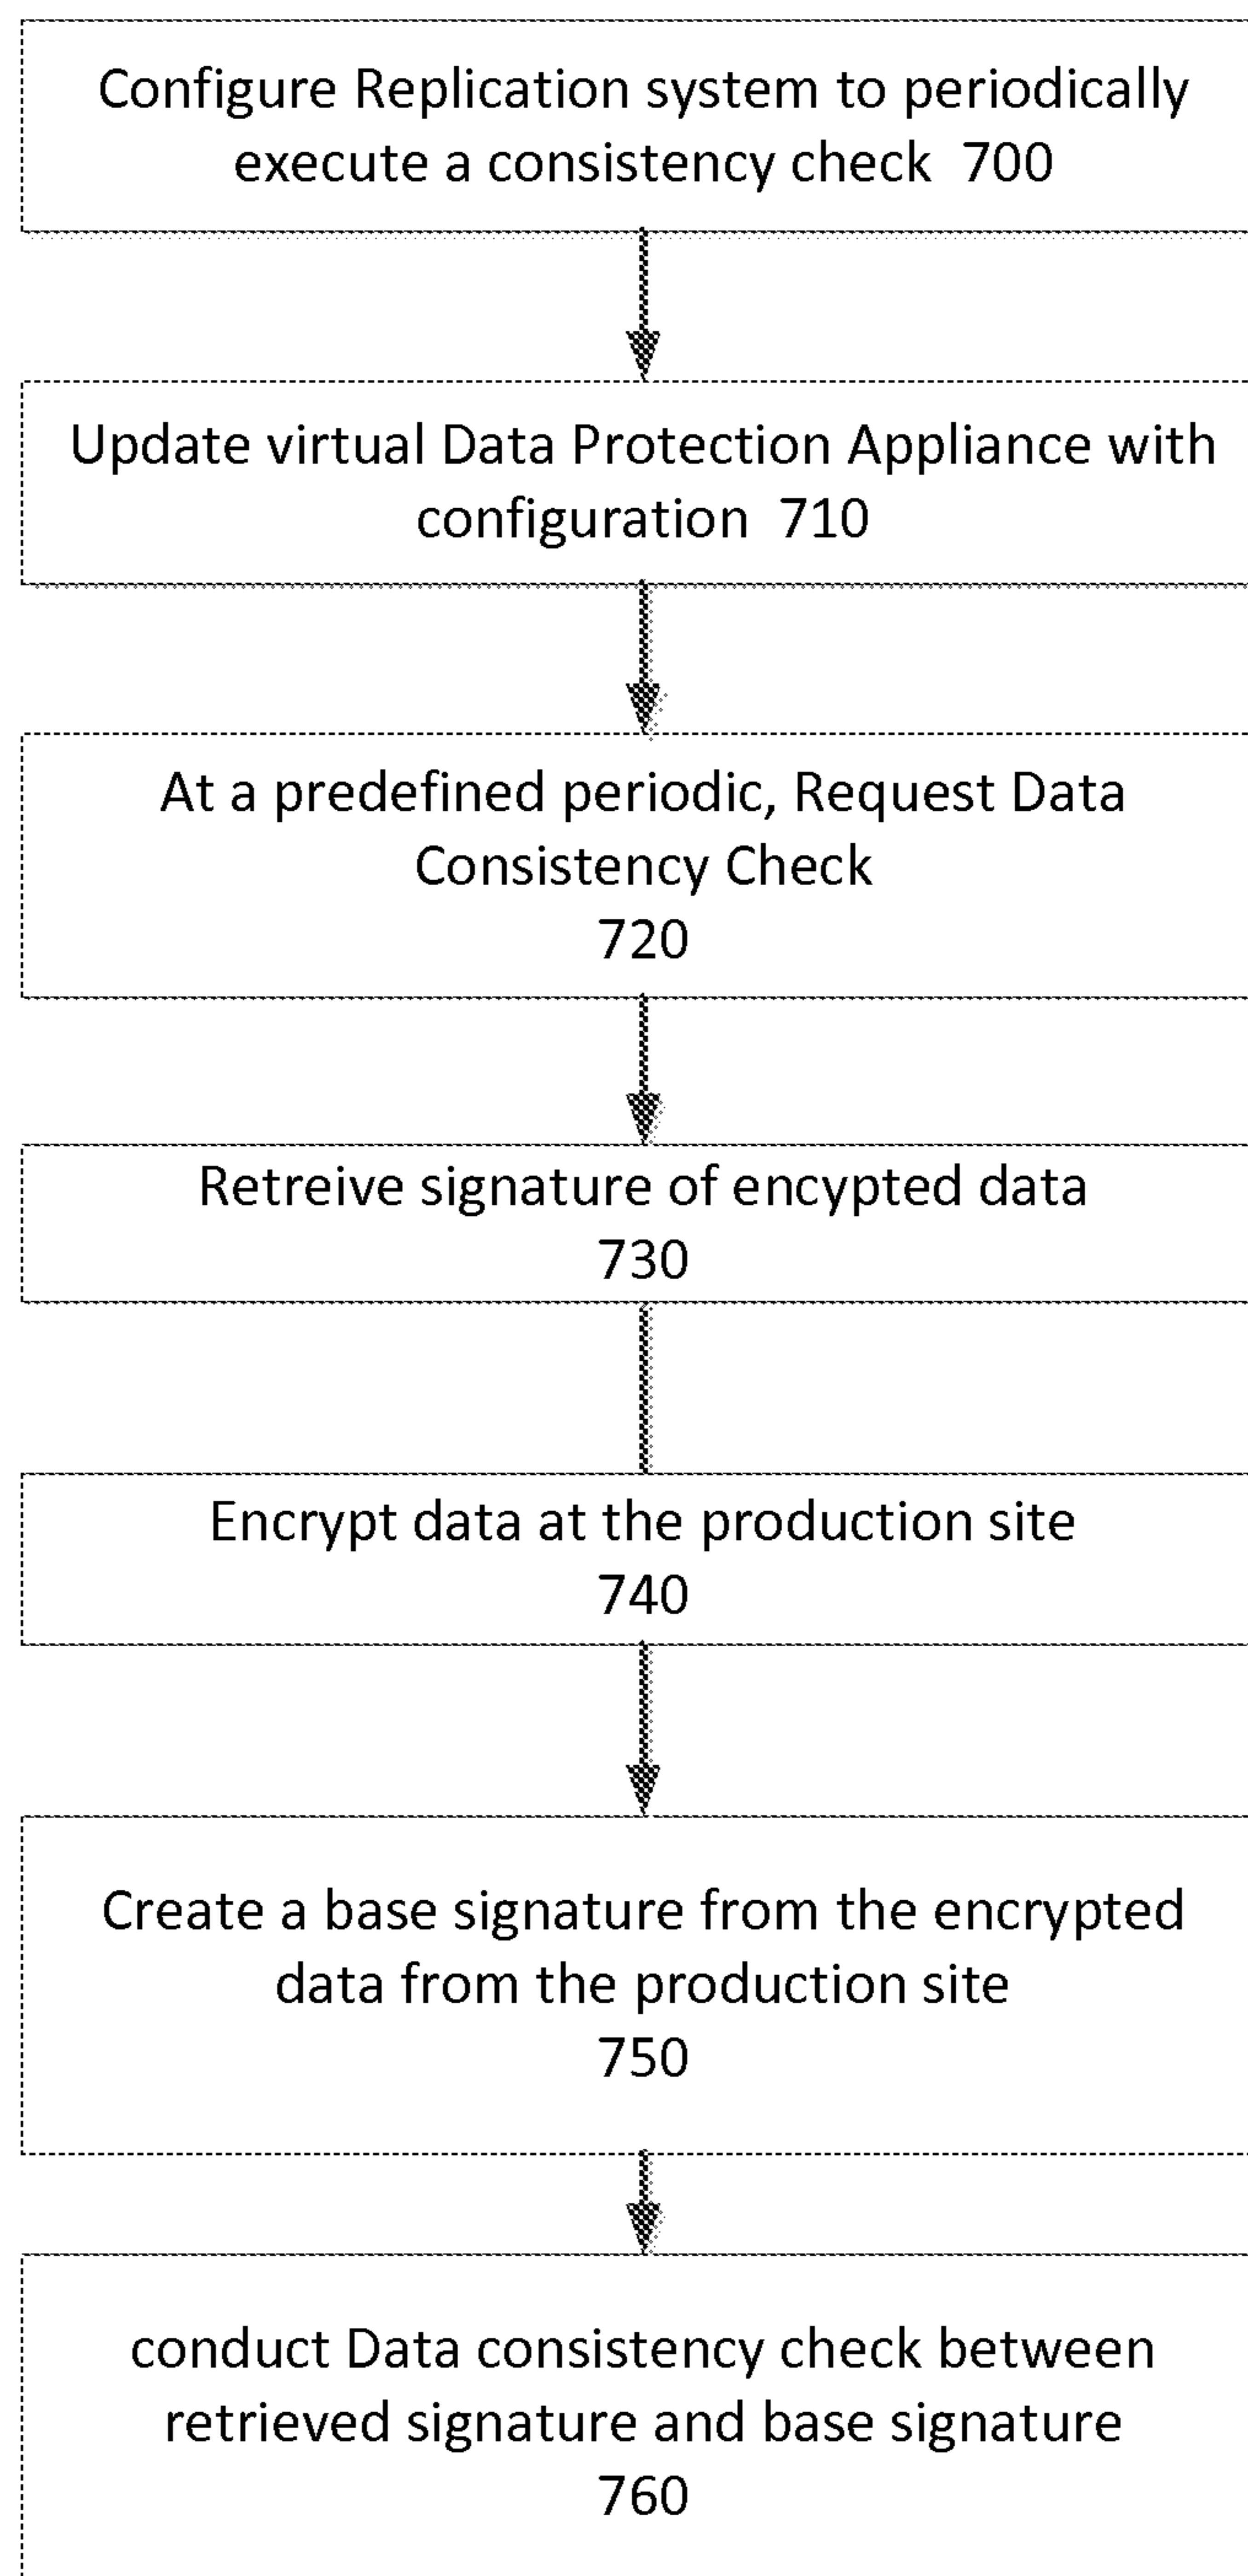 Configure Replication system to periodically
execute a consistency check 700
Update virtual Data Protection Appliance with
configuration 710
At a predefined periodic, Request Data
Consistency Check
720
Retreive signature of encypted data
730
Encrypt data at the production site
740
Create a base signature from the encrypted
data from the production site
750
conduct Data consistency check between
retrieved signature and base signature
760